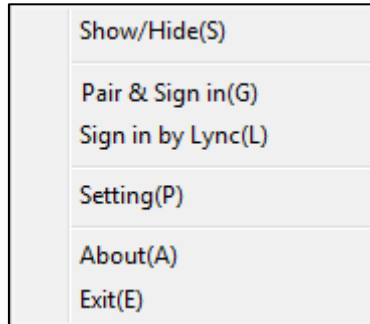 Show/Hide(S)
Pair & Sign in(G)
Sign in by Lync(L)
Setting(P)
About(A)
Exit(E)